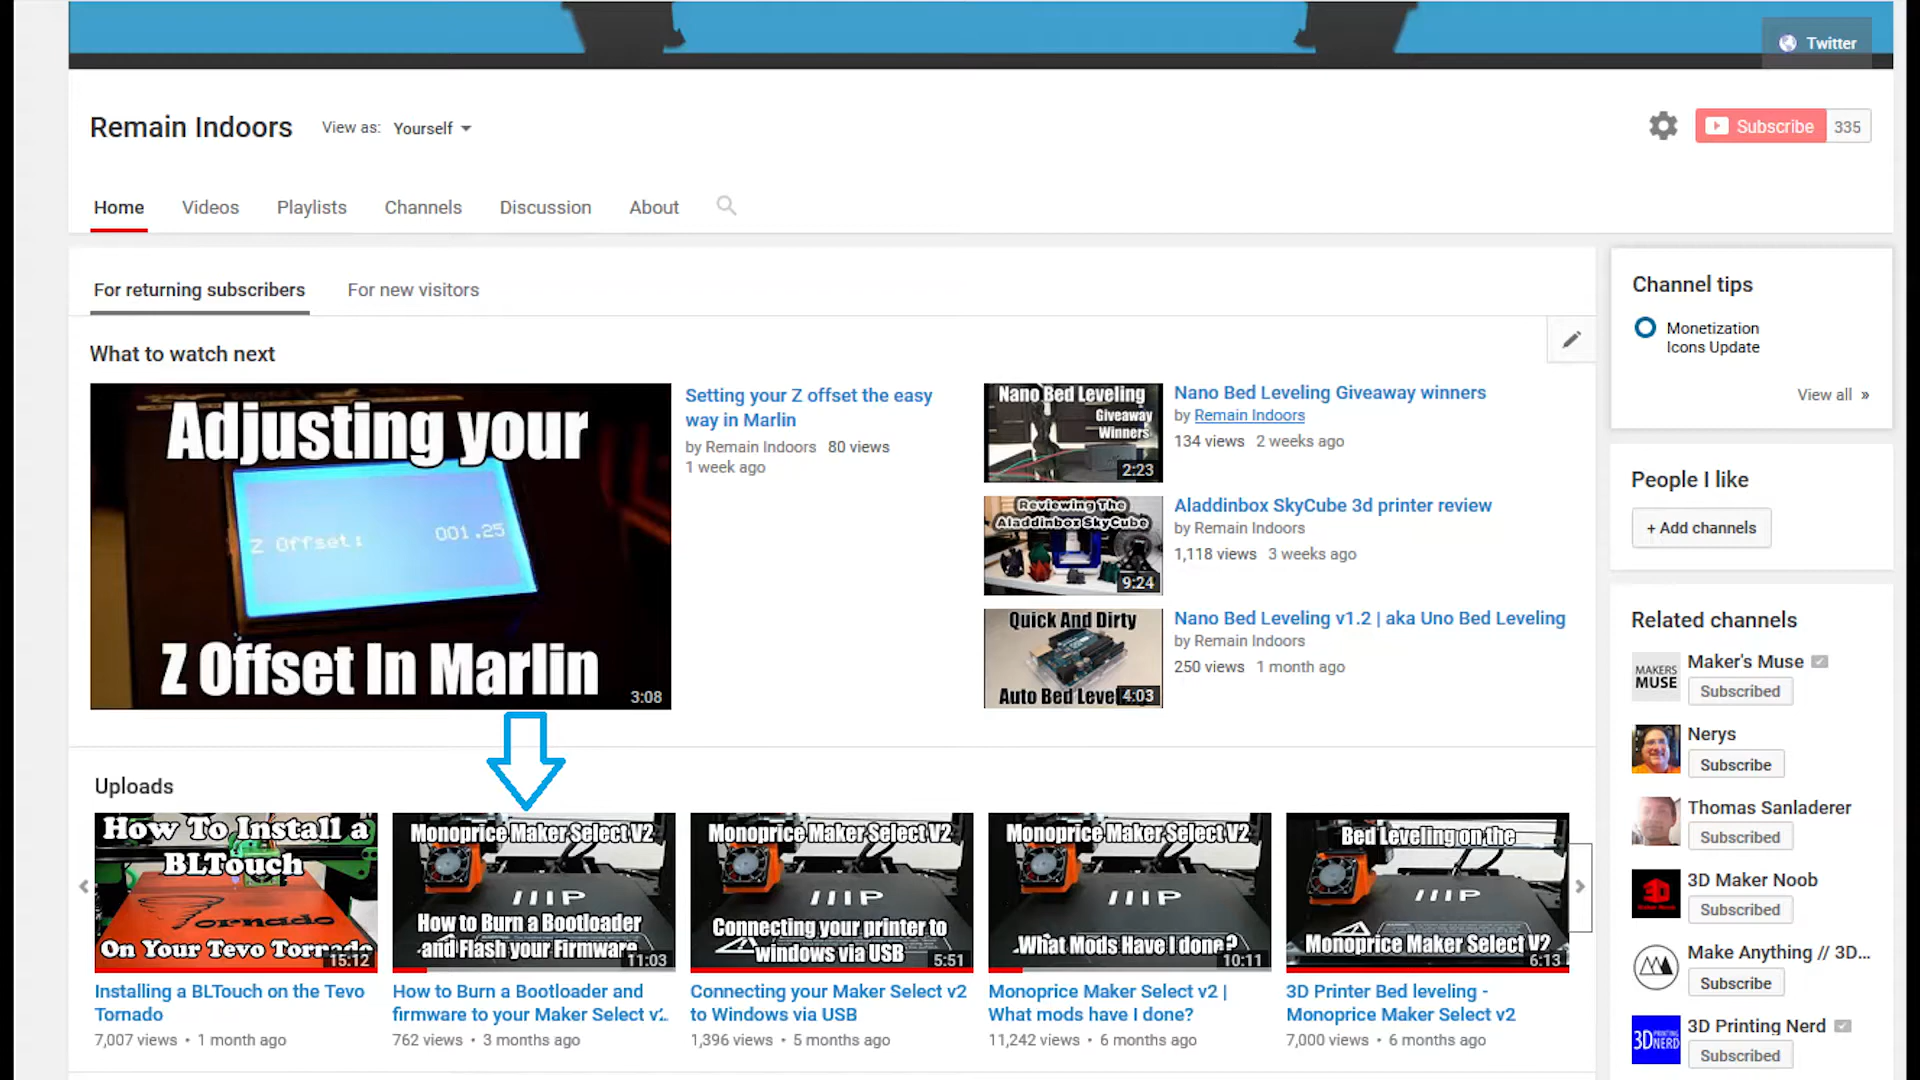 Twitter
Remain Indoors View as: Yourself
Subscribe 335
Home Videos Playlists Channels Discussion About
For returning subscribers For new visitors
What to watch next
Adjusting your
Z Offset: 001.25
Z Offset In Marlin
3:08
Setting your Z offset the easy
way in Marlin
by Remain Indoors 80 views
1 week ago
Nano Bed Leveling
Giveaway
Winners
2:23
Nano Bed Leveling Giveaway winners
by Remain Indoors
134 views 2 weeks ago
Reviewing The
Aladdinbox SkyCube
9:24
Aladdinbox SkyCube 3d printer review
by Remain Indoors
1,118 views 3 weeks ago
Quick And Dirty
Auto Bed Level
4:03
Nano Bed Leveling v1.2 | aka Uno Bed Leveling
by Remain Indoors
250 views 1 month ago
Uploads
How To Install a
BLTouch
Tornado
On Your Tevo Tornado
15:12
Installing a BLTouch on the Tevo
Tornado
7,007 views • 1 month ago
Monoprice Maker Select V2
How to Burn a Bootloader
and Flash your Firmware
11:03
How to Burn a Bootloader and
firmware to your Maker Select v...
762 views • 3 months ago
Monoprice Maker Select V2
Connecting your printer to
windows via USB
5:51
Connecting your Maker Select v2
to Windows via USB
1,396 views • 5 months ago
Monoprice Maker Select V2
What Mods Have I done?
10:11
Monoprice Maker Select v2 |
What mods have I done?
11,242 views • 6 months ago
Bed Leveling on the
Monoprice Maker Select V2
6:13
3D Printer Bed leveling -
Monoprice Maker Select v2
7,000 views • 6 months ago
Channel tips
Monetization
Icons Update
View all »
People I like
+ Add channels
Related channels
MAKERS
MUSE
Maker's Muse
Subscribed
Nerys
Subscribe
Thomas Sanladerer
Subscribed
3D Maker Noob
Subscribed
Make Anything // 3D...
Subscribe
3D PRINTING
NERD
3D Printing Nerd
Subscribed